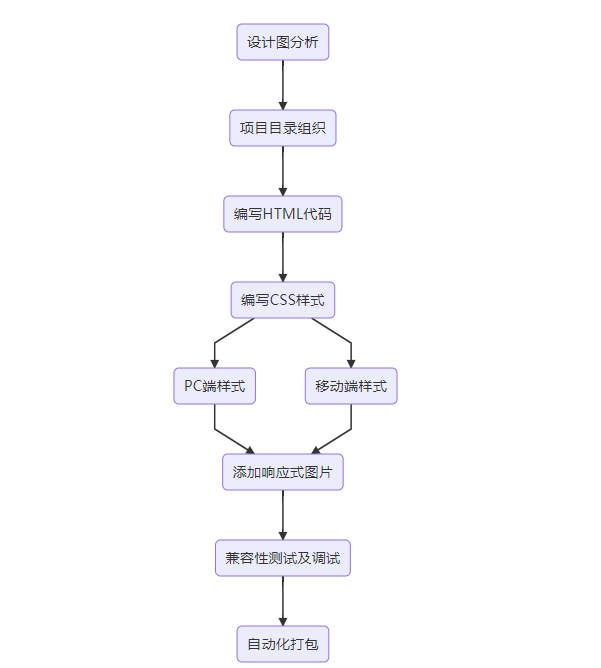 设计图分析
项目目录组织
编写HTML代码
编写CSS样式
PC端样式
移动端样式
添加响应式图片
兼容性测试及调试
自动化打包